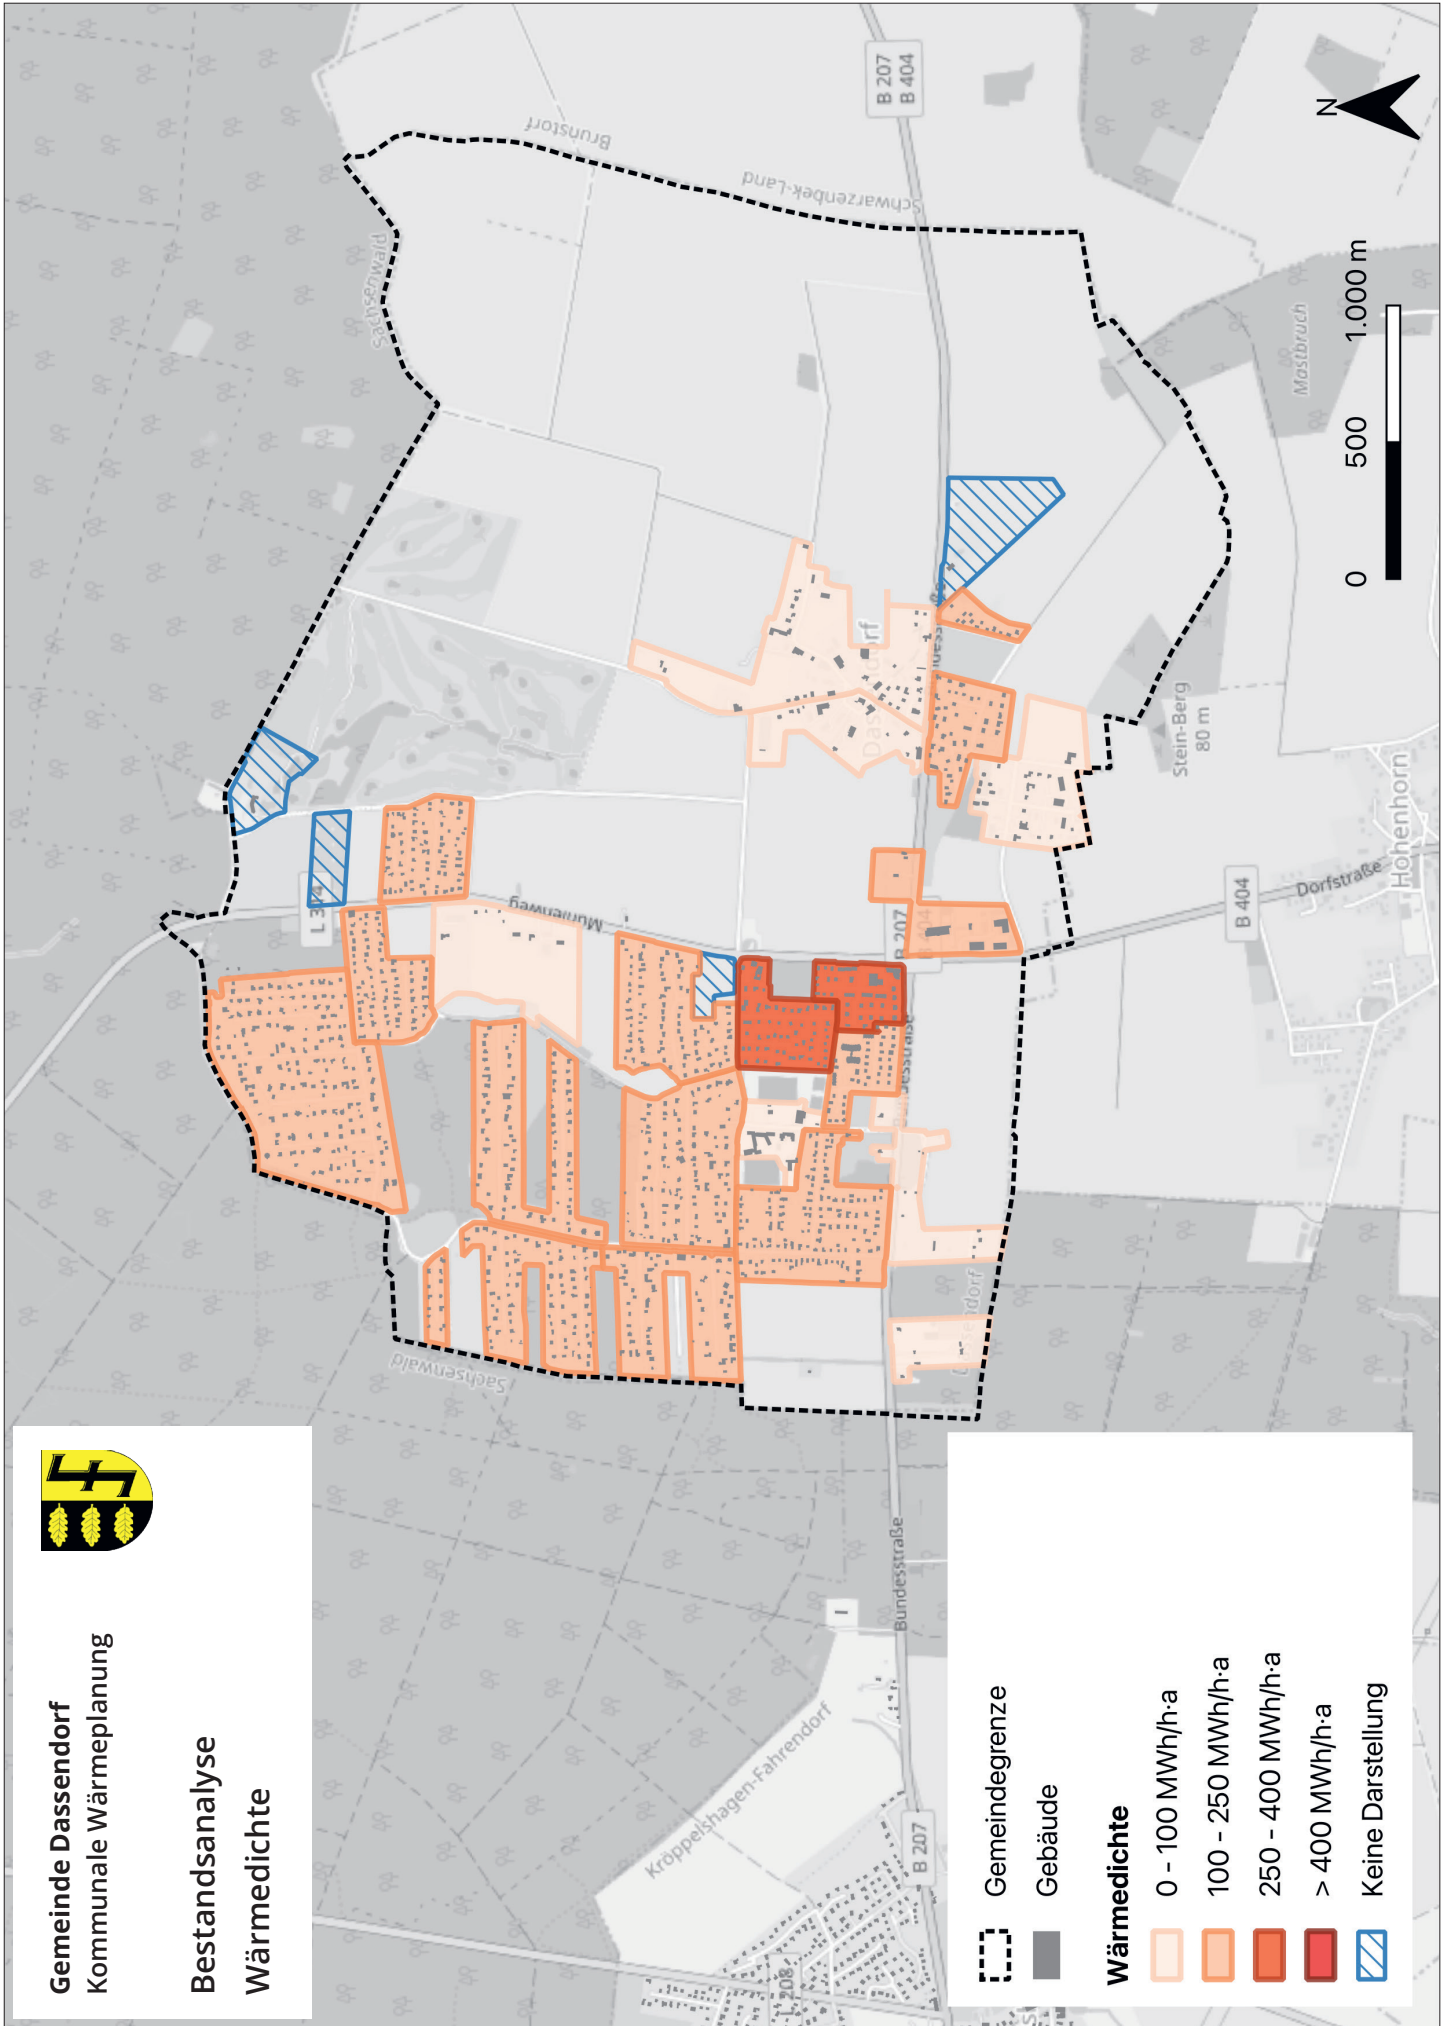 Gemeinde Dassendorf
Kommunale Wärmeplanung
Bestandsanalyse
Wärmedichte
Gemeindegrenze
Gebäude
Wärmedichte
0 - 100 MWh/h·a
100 - 250 MWh/h·a
250 - 400 MWh/h·a
> 400 MWh/h·a
Keine Darstellung
N
0 500 1.000 m
Sachsenwald
Sachsenwald
Brunstorf
Schwarzenbek-Land
B 207
B 404
Mühlenweg
B 207
Bundesstraße
B 207
Kröppelshagen-Fahrendorf
L 208
Stein-Berg
80 m
Mastbruch
B 404
Dorfstraße
Hohenhorn